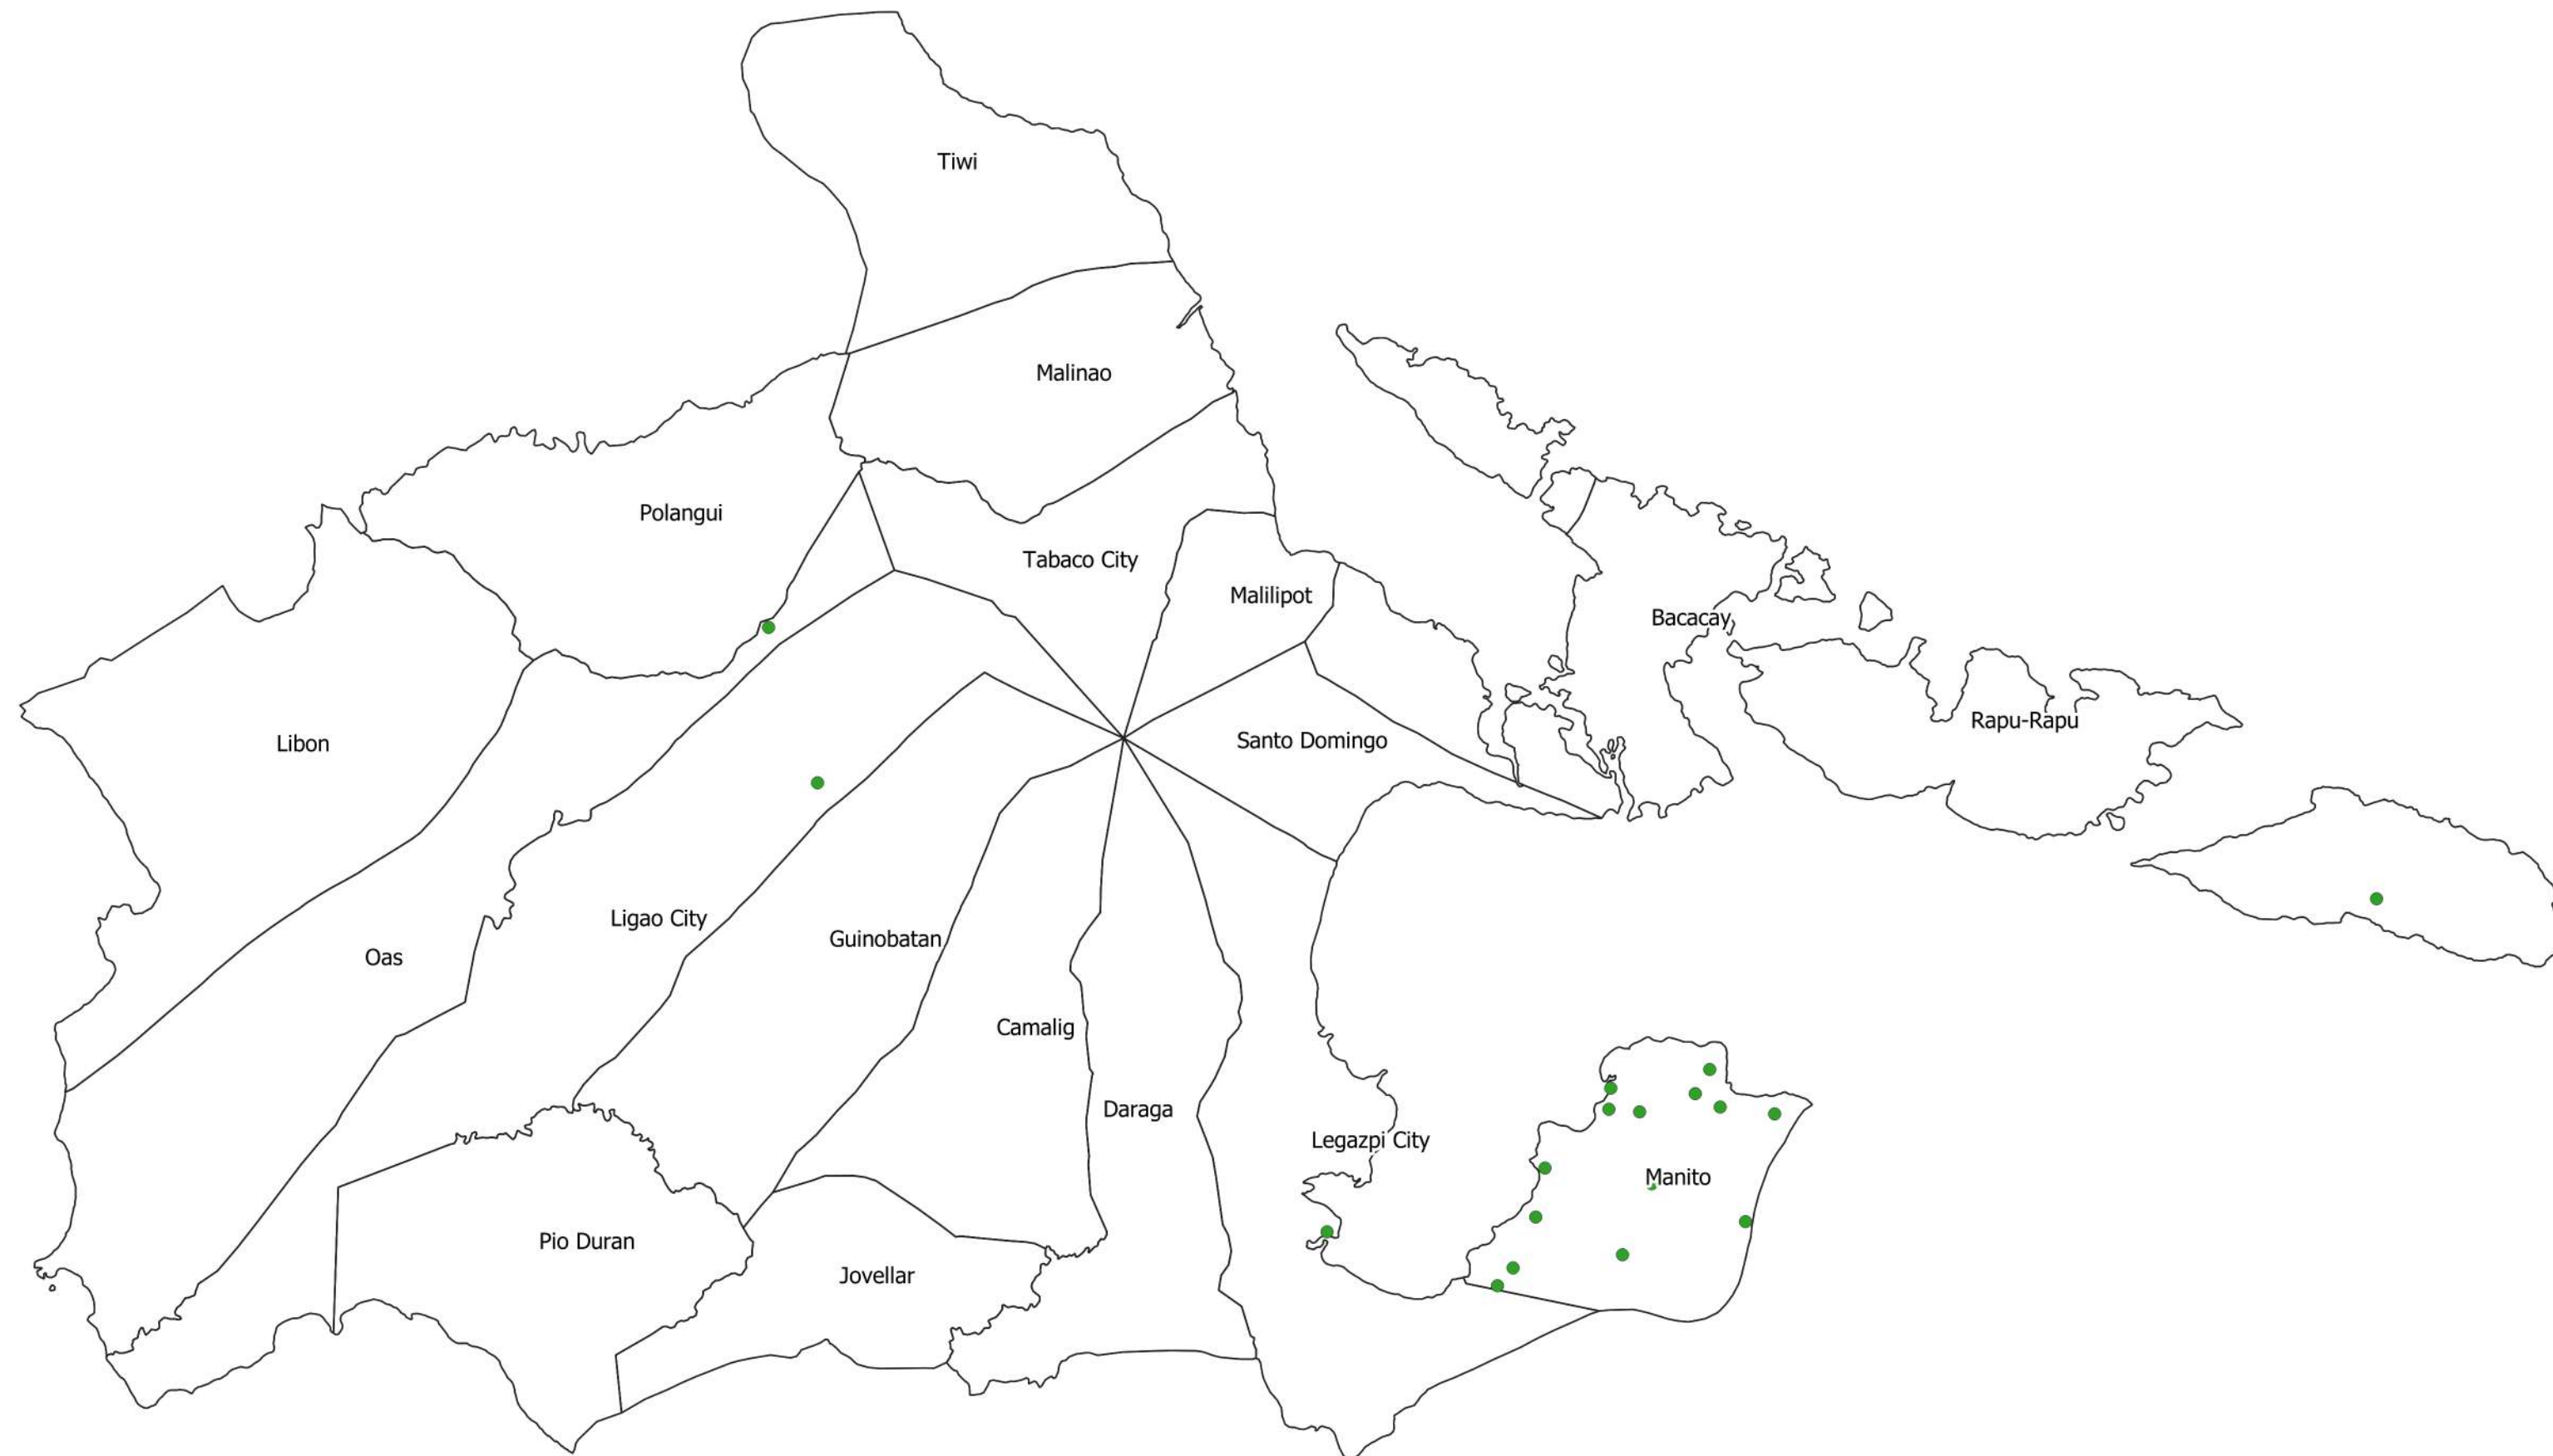 Tiwi
Malinao
Polangui
Tabaco City
Malilipot
Bacacay
Rapu-Rapu
Santo Domingo
Libon
Ligao City
Guinobatan
Oas
Camalig
Daraga
Legazpi City
Manito
Pio Duran
Jovellar